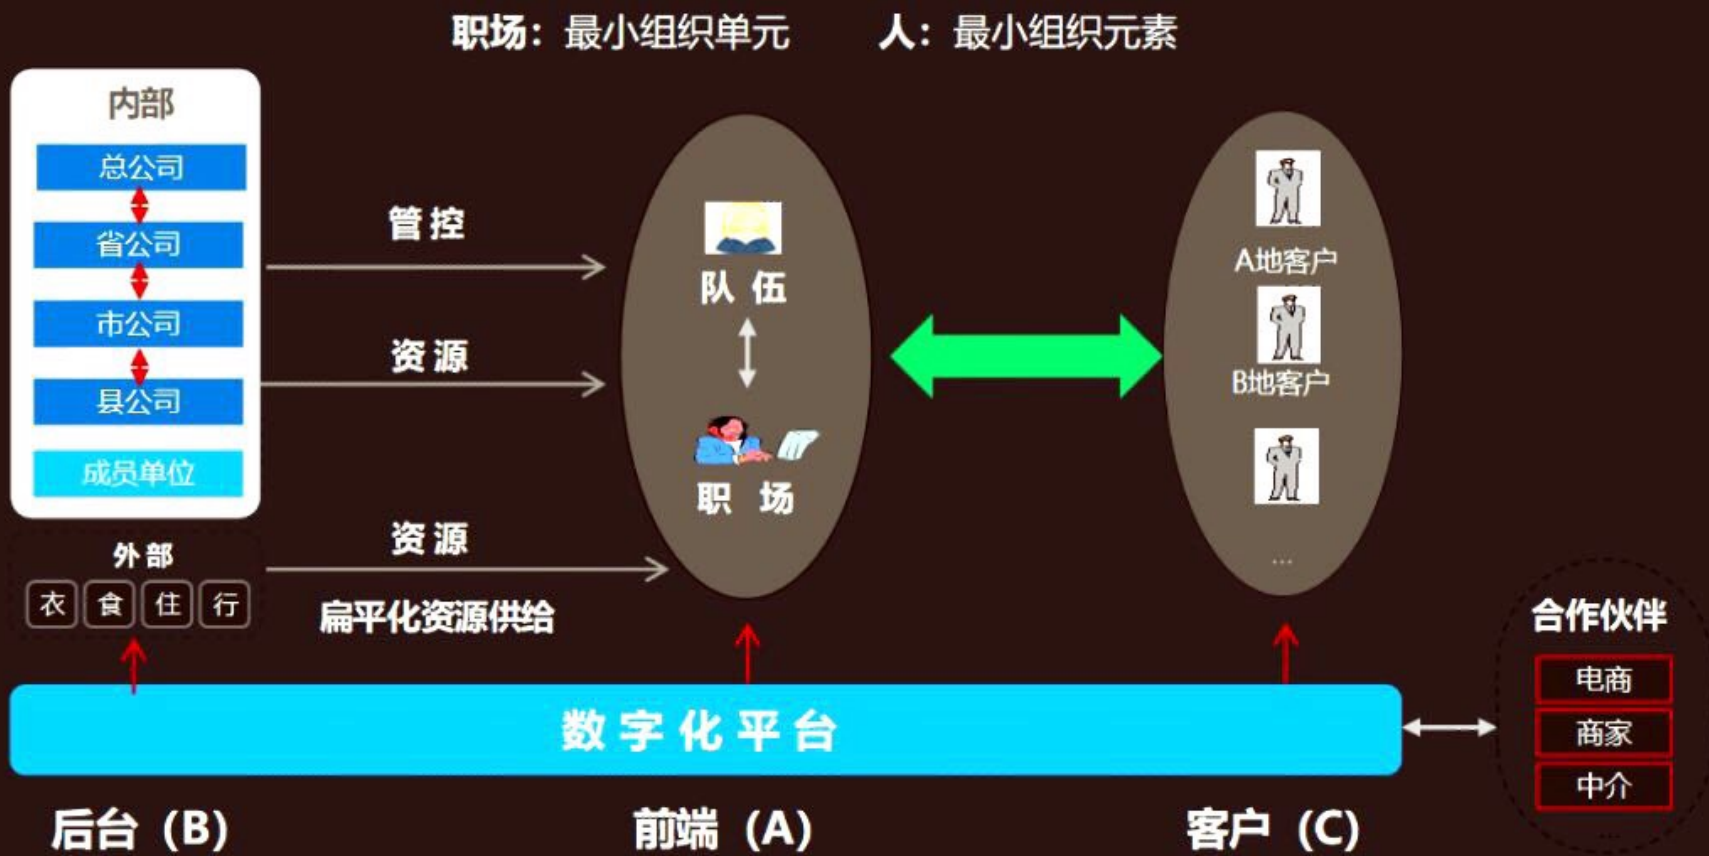 职场：最小组织单元 人：最小组织元素
内部
总公司
省公司
市公司
县公司
成员单位
外部
衣 食 住 行
管控
资源
资源
扁平化资源供给
队伍
职场
A地客户
B地客户
...
合作伙伴
电商
商家
中介
...
数字化平台
后台（B）
前端（A）
客户（C）